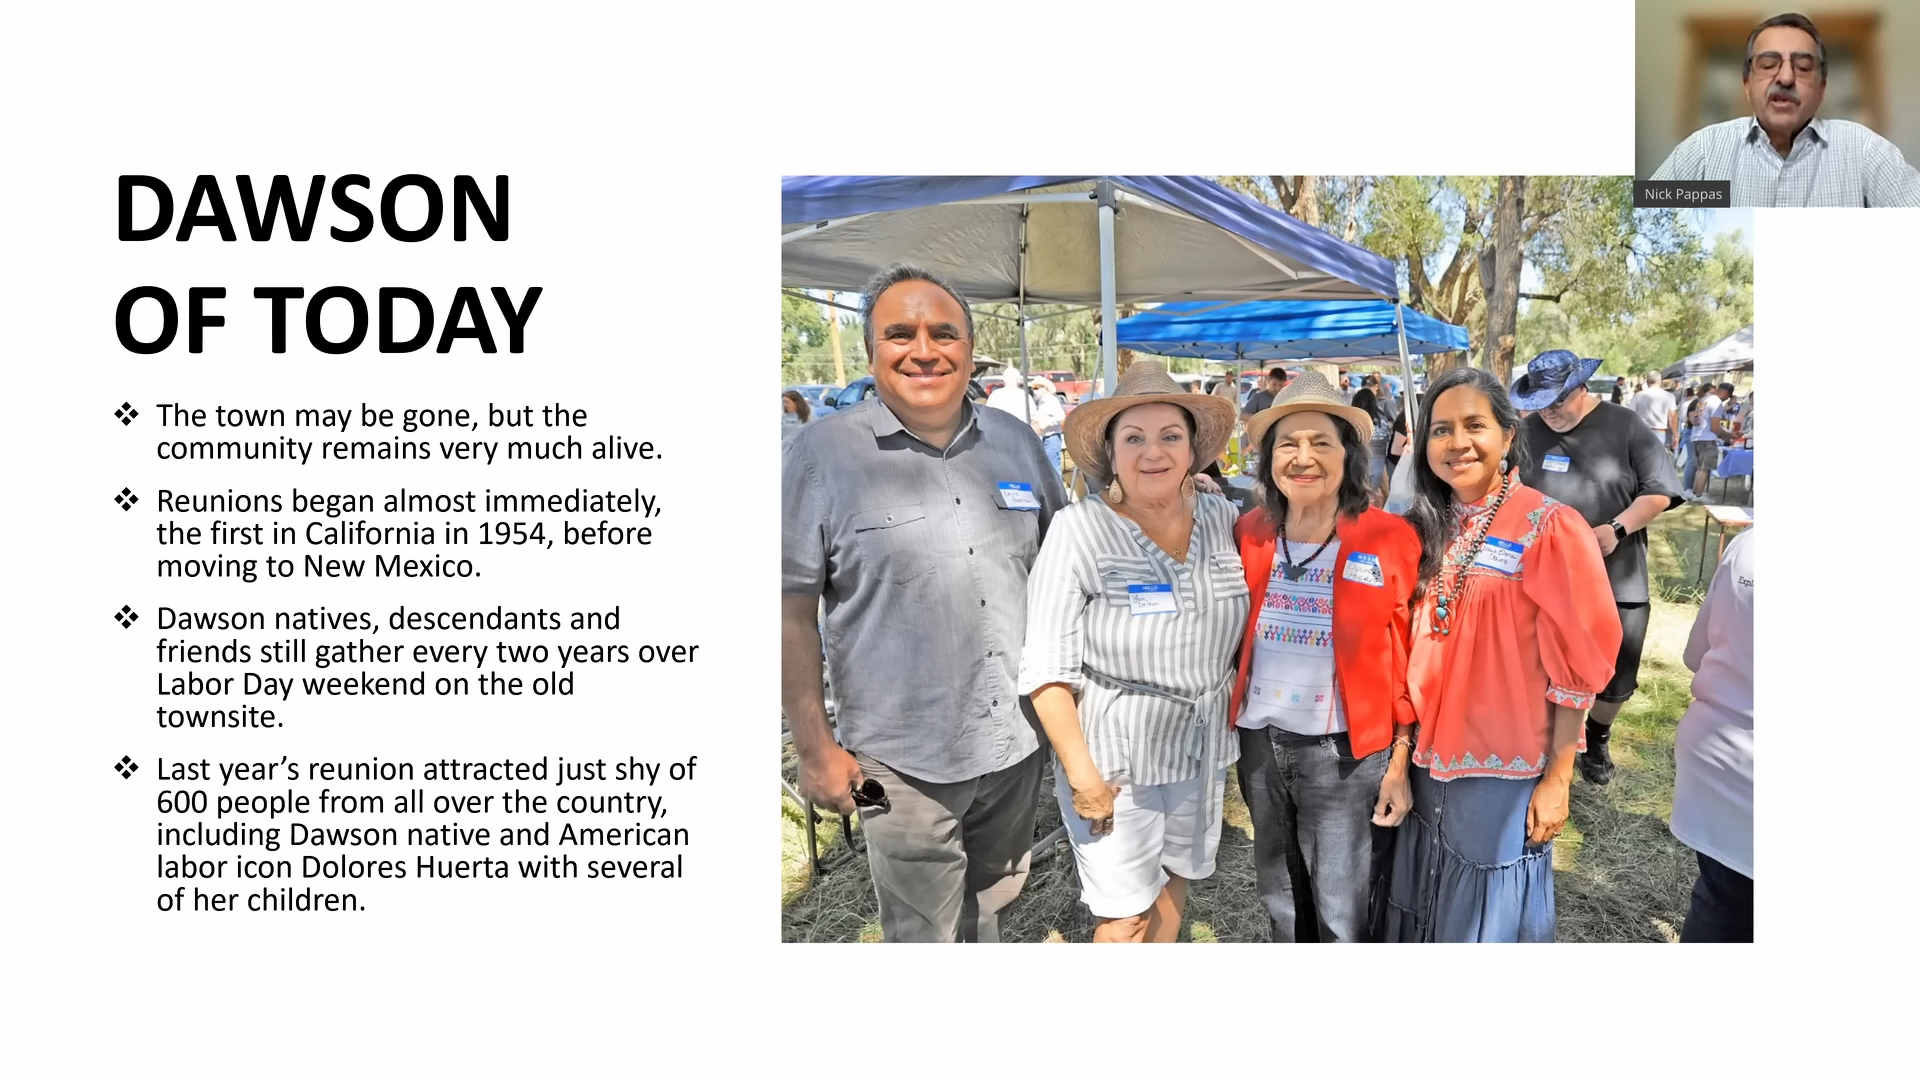 Nick Pappas
DAWSON
OF TODAY
❖ The town may be gone, but the
community remains very much alive.
❖ Reunions began almost immediately,
the first in California in 1954, before
moving to New Mexico.
❖ Dawson natives, descendants and
friends still gather every two years over
Labor Day weekend on the old
townsite.
❖ Last year’s reunion attracted just shy of
600 people from all over the country,
including Dawson native and American
labor icon Dolores Huerta with several
of her children.
HELLO
HELLO
HELLO